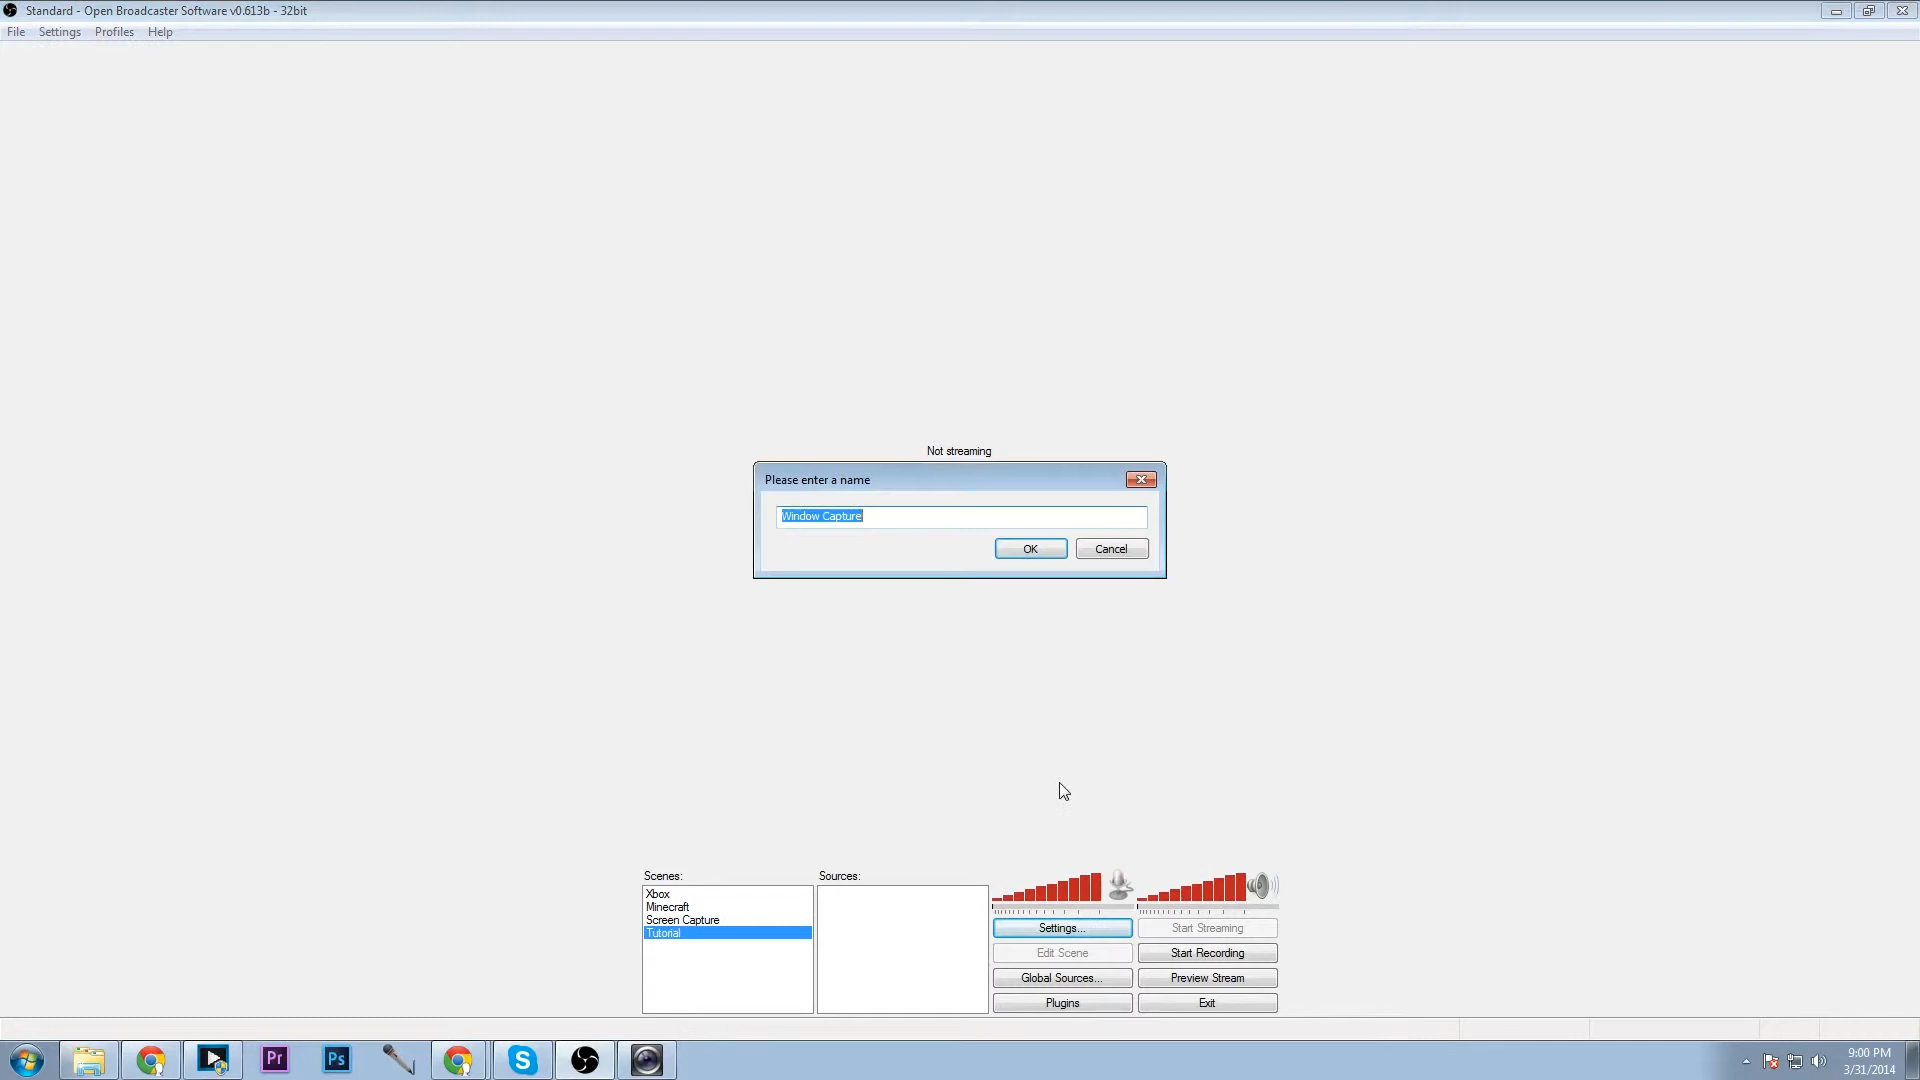 Standard - Open Broadcaster Software v0.613b - 32bit
File Settings Profiles Help
Not streaming
Please enter a name
Window Capture
OK Cancel
Scenes: Sources:
Xbox
Minecraft
Screen Capture
Tutorial
Settings... Start Streaming
Edit Scene Start Recording
Global Sources... Preview Stream
Plugins Exit
Pr Ps S
9:00 PM
3/31/2014